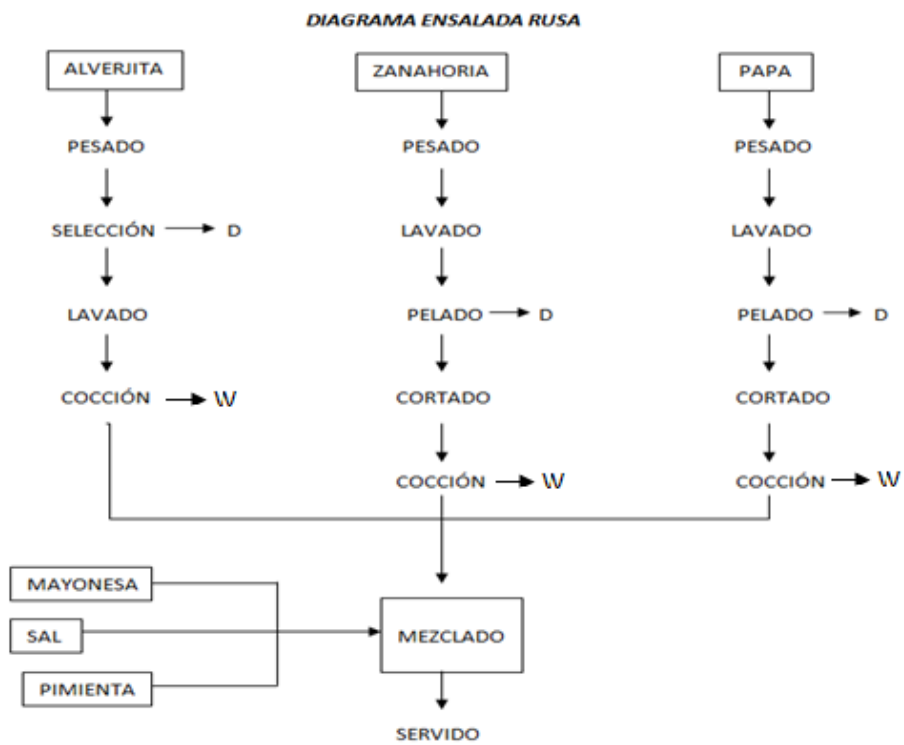 DIAGRAMA ENSALADA RUSA
ALVERJITA ZANAHORIA PAPA
PESADO PESADO PESADO
SELECCIÓN D LAVADO LAVADO
LAVADO PELADO D PELADO D
COCCIÓN W CORTADO CORTADO
COCCIÓN W COCCIÓN W
MAYONESA
SAL MEZCLADO
PIMIENTA
SERVIDO